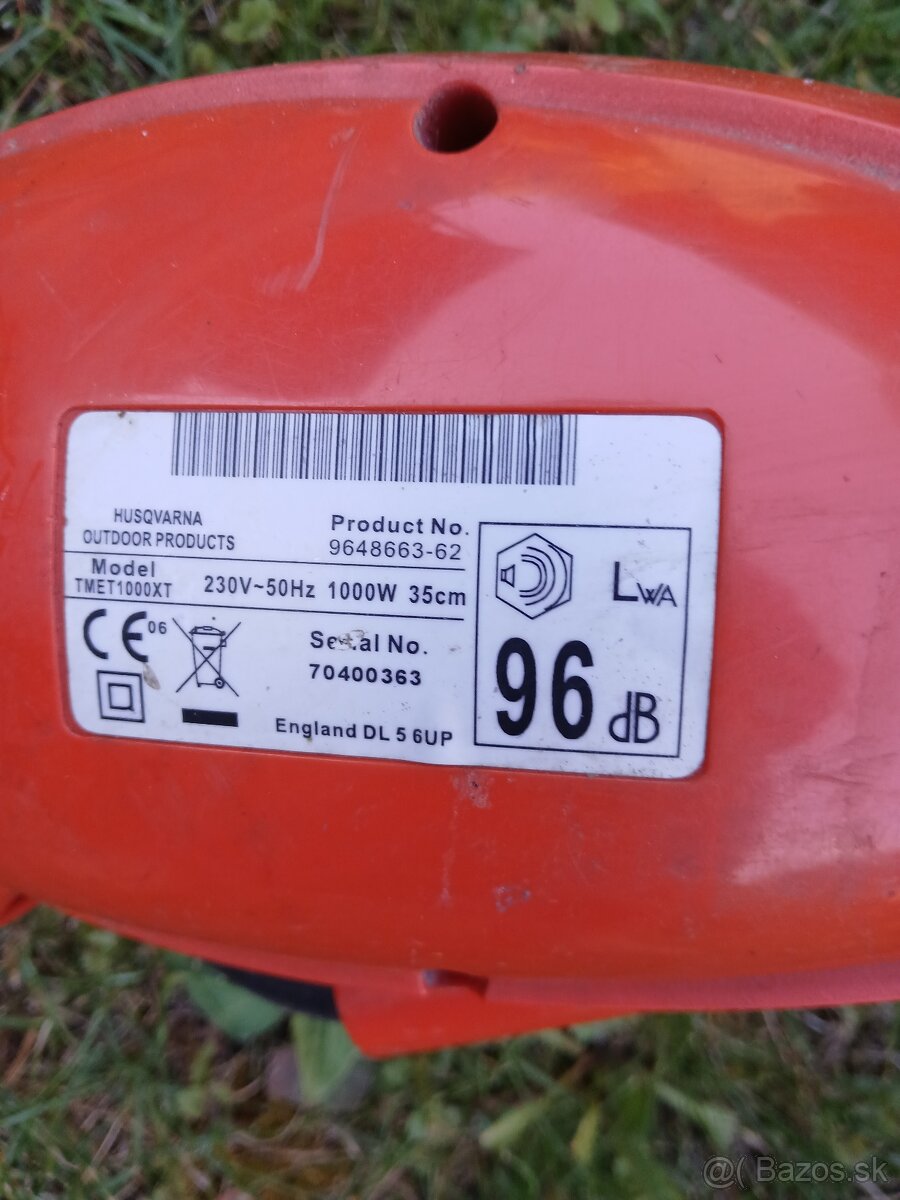 HUSQVARNA
OUTDOOR PRODUCTS
Product No.
9648663-62
Model
TMET1000XT
230V~50Hz 1000W 35cm
CE 06
Serial No.
70400363
England DL 5 6UP
LWA
96 dB
@( Bazos.sk